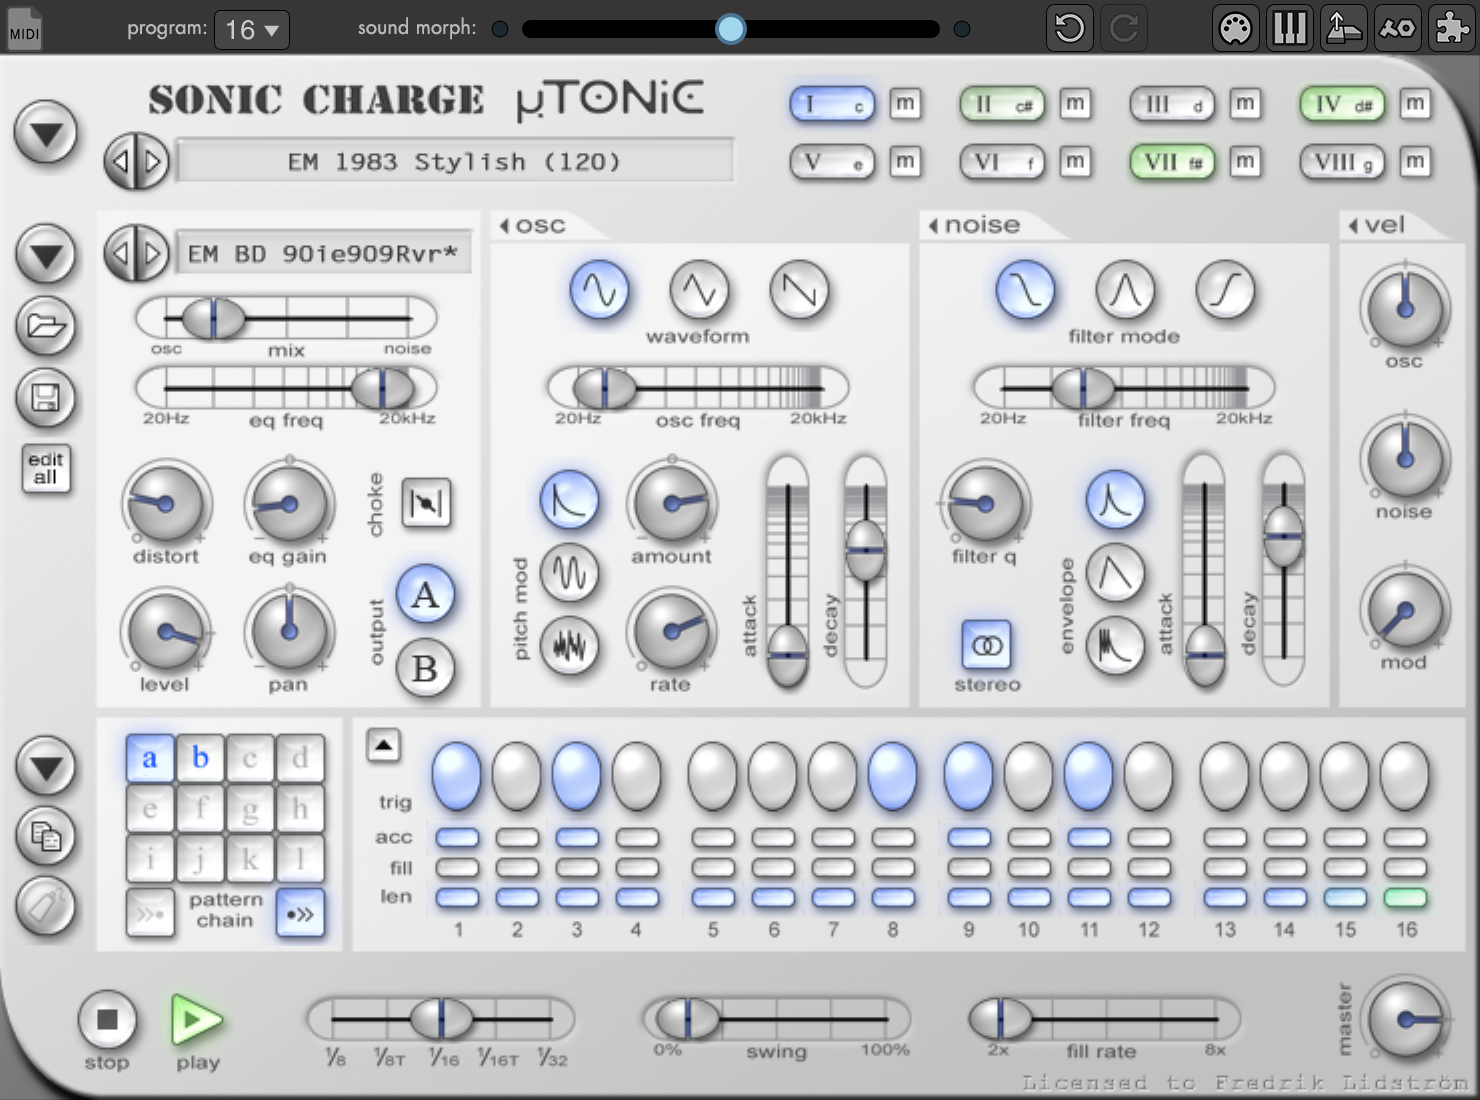 MIDI
program: 16
sound morph:
SONIC CHARGE µTONiC
EM 1983 Stylish (120)
I c m II c# m III d m IV d# m
V e m VI f m VII f# m VIII g m
EM BD 90ie909Rvr*
osc mix noise
20Hz eq freq 20kHz
distort eq gain
choke
level pan
output
A
B
edit
all
osc
waveform
20Hz osc freq 20kHz
pitch mod
amount
rate
attack
decay
noise
filter mode
20Hz filter freq 20kHz
filter q
stereo
envelope
attack
decay
vel
osc
noise
mod
a b c d
e f g h
i j k l
pattern
chain
trig
acc
fill
len
1 2 3 4 5 6 7 8 9 10 11 12 13 14 15 16
stop play
1/8 1/8T 1/16 1/16T 1/32
0% swing 100%
2x fill rate 8x
master
Licensed to Fredrik Lidström